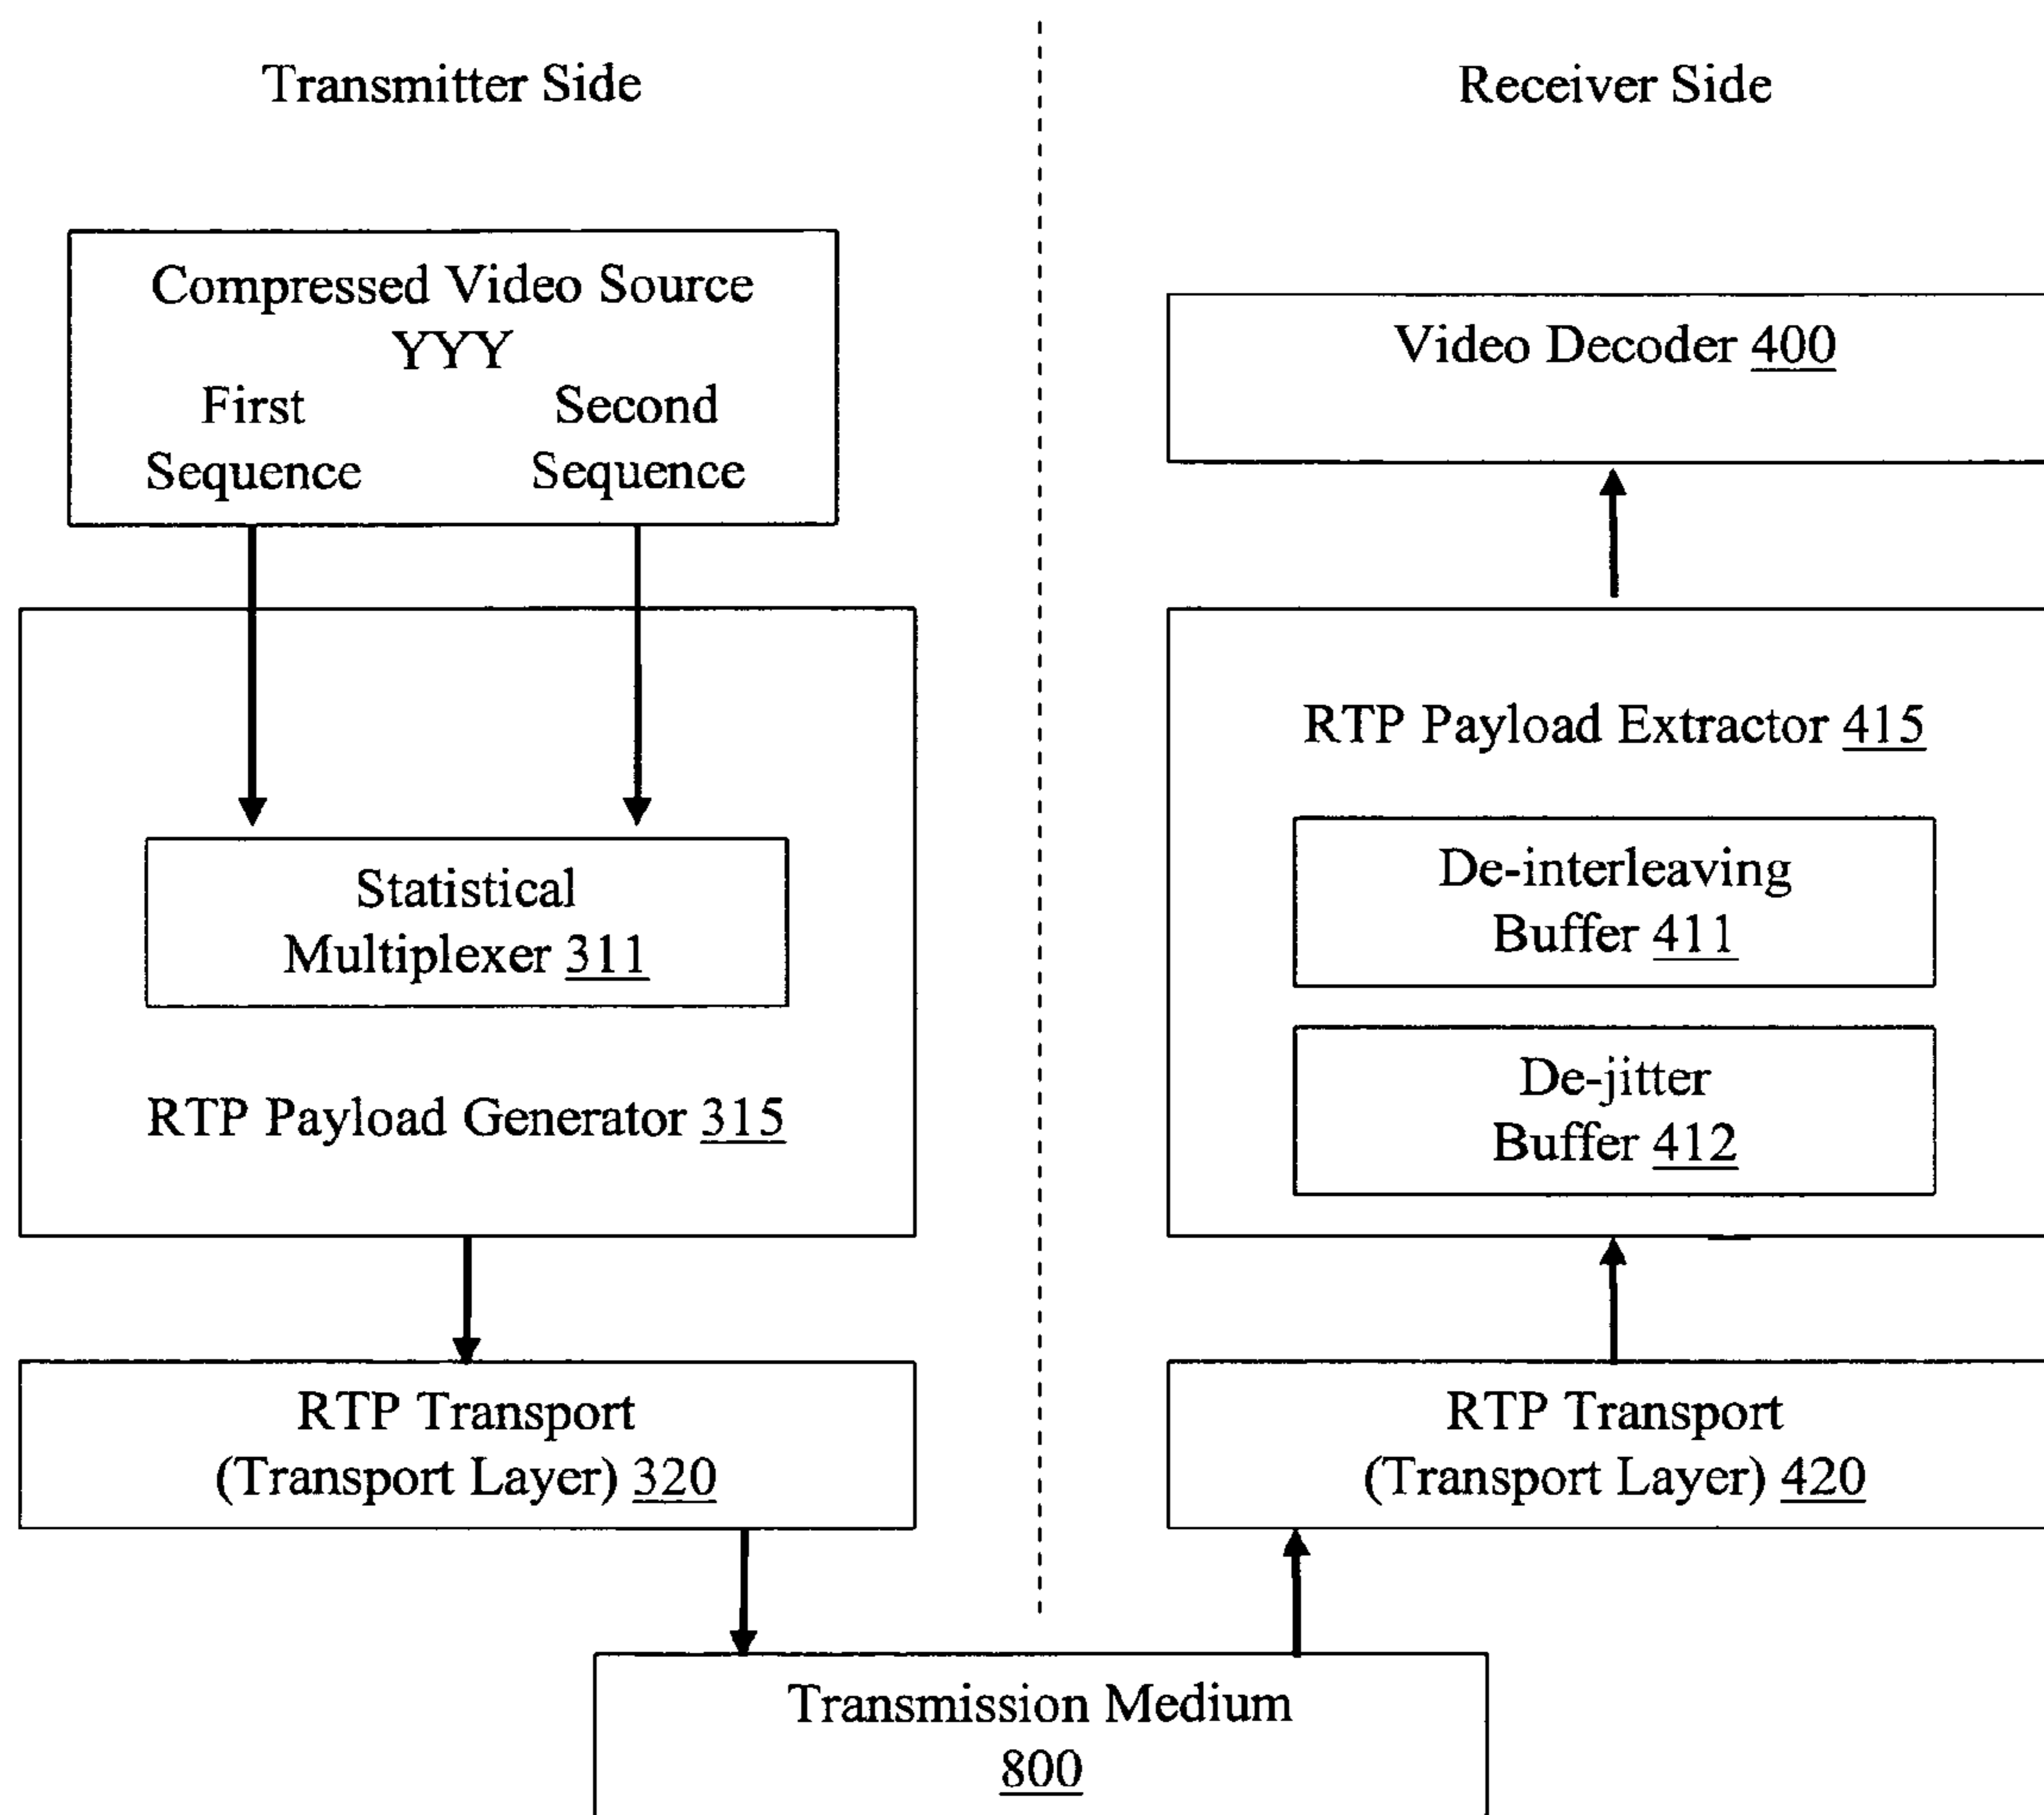 Transmitter Side
Receiver Side
Compressed Video Source
YYY
First
Sequence
Second
Sequence
Statistical
Multiplexer 311
RTP Payload Generator 315
RTP Transport
(Transport Layer) 320
Video Decoder 400
RTP Payload Extractor 415
De-interleaving
Buffer 411
De-jitter
Buffer 412
RTP Transport
(Transport Layer) 420
Transmission Medium
800